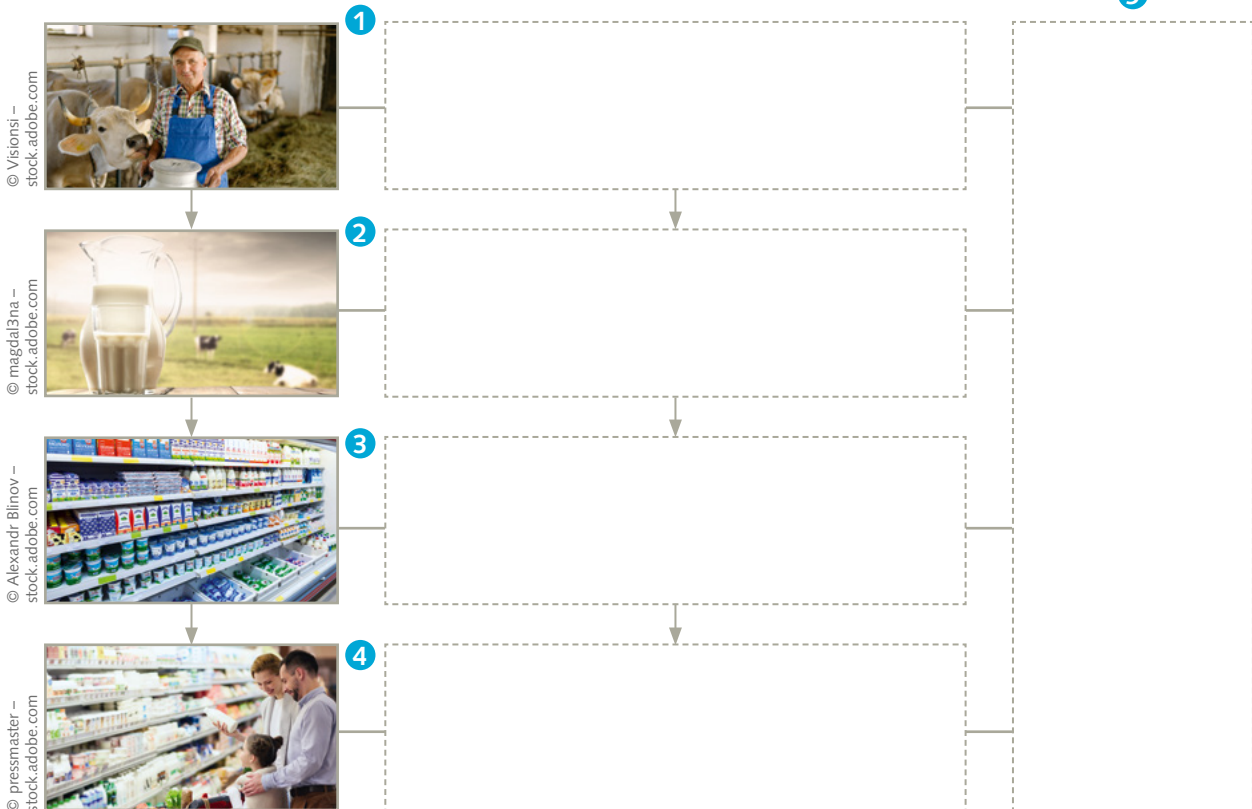 1
5
© Visionsi –
stock.adobe.com
2
© magdal3na –
stock.adobe.com
3
© Alexandr Blinov –
stock.adobe.com
4
© pressmaster –
stock.adobe.com